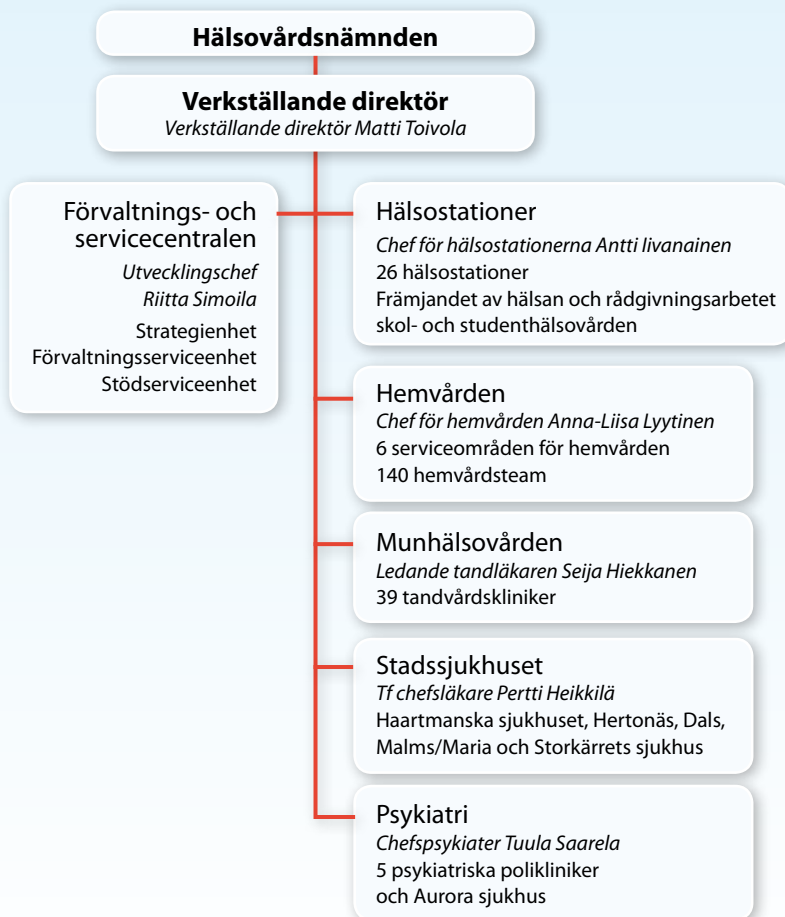 Hälsovårdsnämnden
Verkställande direktör
Verkställande direktör Matti Toivola
Förvaltnings- och
servicecentralen
Utvecklingschef
Riitta Simoila
Strategienhet
Förvaltningsserviceenhet
Stödserviceenhet
Hälsostationer
Chef för hälsostationerna Antti Iivanainen
26 hälsostationer
Främjandet av hälsan och rådgivningsarbetet
skol- och studenthälsovården
Hemvården
Chef för hemvården Anna-Liisa Lyytinen
6 serviceområden för hemvården
140 hemvårdsteam
Munhälsovården
Ledande tandläkaren Seija Hiekkanen
39 tandvårdskliniker
Stadssjukhuset
Tf chefsläkare Pertti Heikkilä
Haartmanska sjukhuset, Hertonäs, Dals,
Malms/Maria och Storkärrets sjukhus
Psykiatri
Chefspsykiater Tuula Saarela
5 psykiatriska polikliniker
och Aurora sjukhus